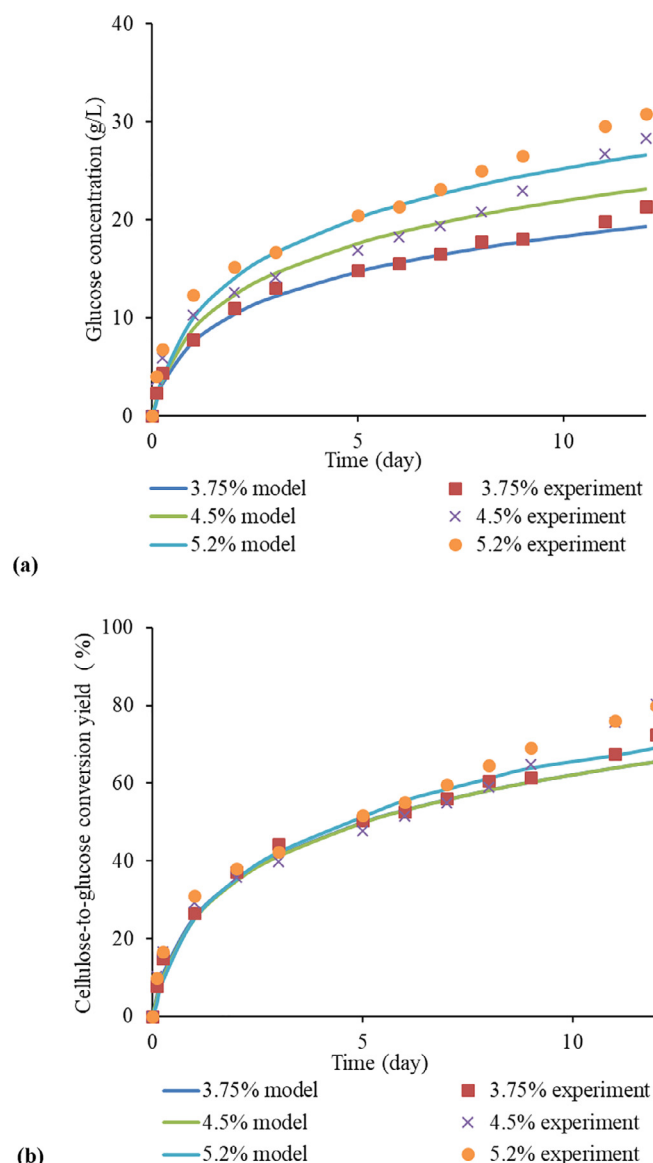 40
30
20
10
0
Glucose concentration (g/L)
0 5 10
Time (day)
3.75% model 3.75% experiment
4.5% model 4.5% experiment
5.2% model 5.2% experiment
(a)
100
80
60
40
20
0
Cellulose-to-glucose conversion yield ( %)
0 5 10
Time (day)
3.75% model 3.75% experiment
4.5% model 4.5% experiment
5.2% model 5.2% experiment
(b)